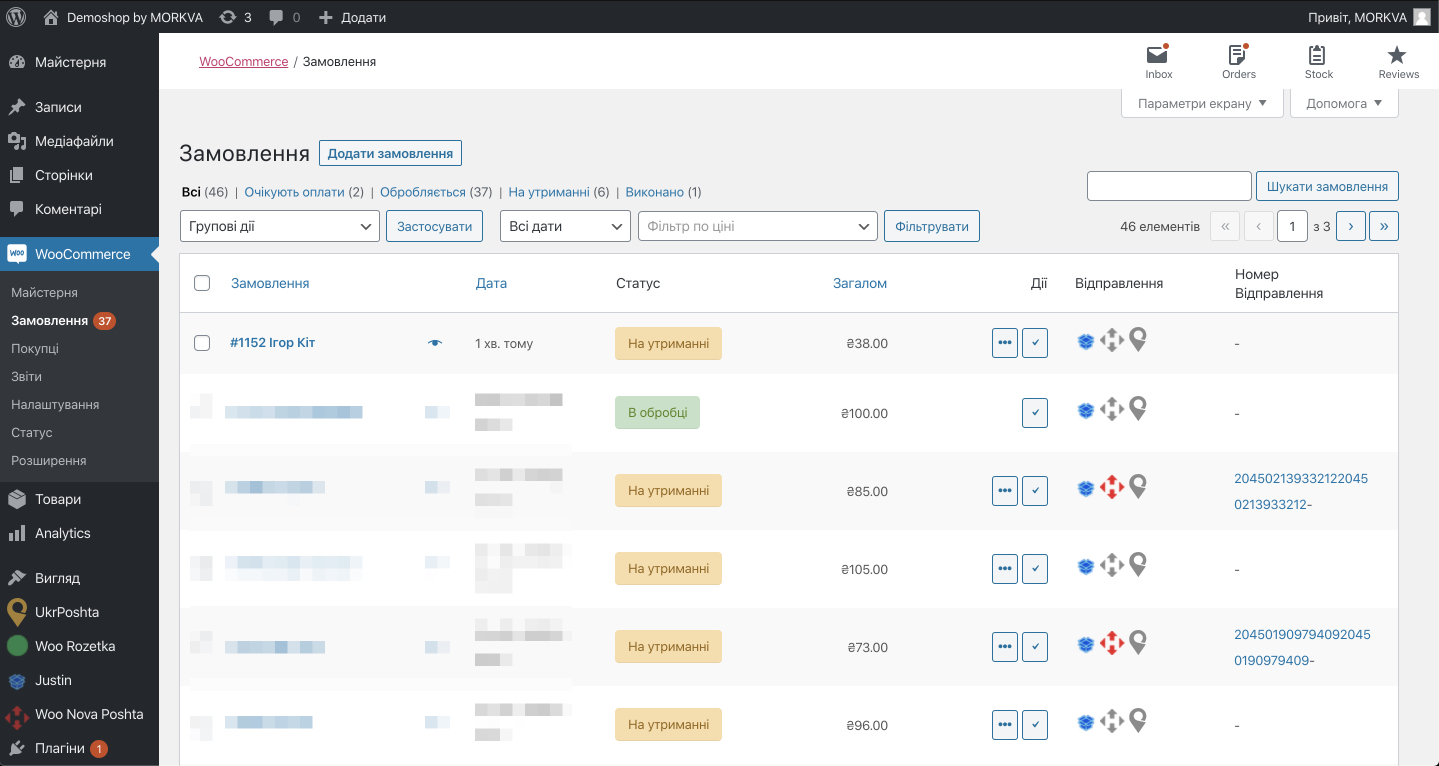 Demoshop by MORKVA 3 0 Додати Привіт, MORKVA
Майстерня
Записи
Медіафайли
Сторінки
Коментарі
WooCommerce
Майстерня
Замовлення 37
Покупці
Звіти
Налаштування
Статус
Розширення
Товари
Analytics
Вигляд
UkrPoshta
Woo Rozetka
Justin
Woo Nova Poshta
Плагіни 1
WooCommerce / Замовлення
Inbox Orders Stock Reviews
Параметри екрану Допомога
Замовлення Додати замовлення
Всі (46) | Очікують оплати (2) | Обробляється (37) | На утриманні (6) | Виконано (1)
Шукати замовлення
Групові дії Застосувати Всі дати Фільтр по ціні Фільтрувати 46 елементів « ‹ 1 з 3 › »
Замовлення Дата Статус Загалом Дії Відправлення Номер
Відправлення
#1152 Ігор Кіт 1 хв. тому На утриманні ₴38.00 -
В обробці ₴100.00 -
На утриманні ₴85.00 204502139332122045
0213933212-
На утриманні ₴105.00 -
На утриманні ₴73.00 204501909794092045
0190979409-
На утриманні ₴96.00 -